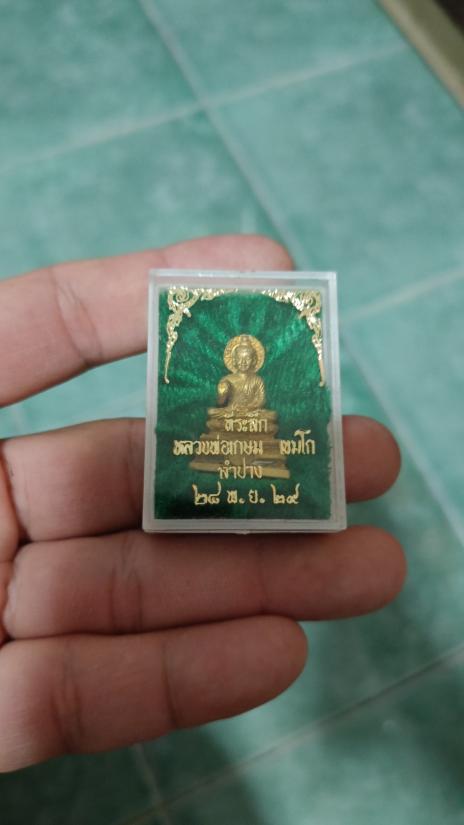 ที่ระลึก
หลวงพ่อเกษม เขมโก
ลำปาง
๒๘ พ.ย. ๒๙